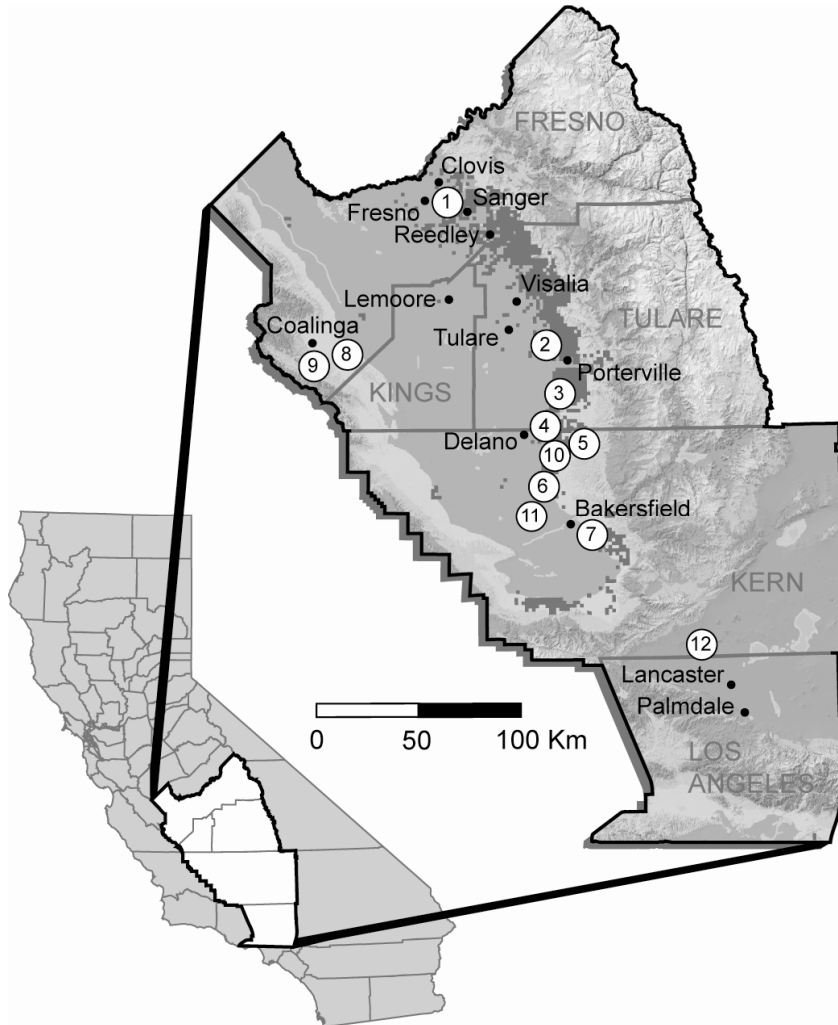 FRESNO
Clovis
1
Sanger
Fresno
Reedley
Lemoore
Visalia
TULARE
Coalinga
Tulare
2
8
9
Porterville
KINGS
3
4
Delano
5
10
6
11
Bakersfield
7
KERN
12
Lancaster
Palmdale
0 50 100 Km
LOS
ANGELES